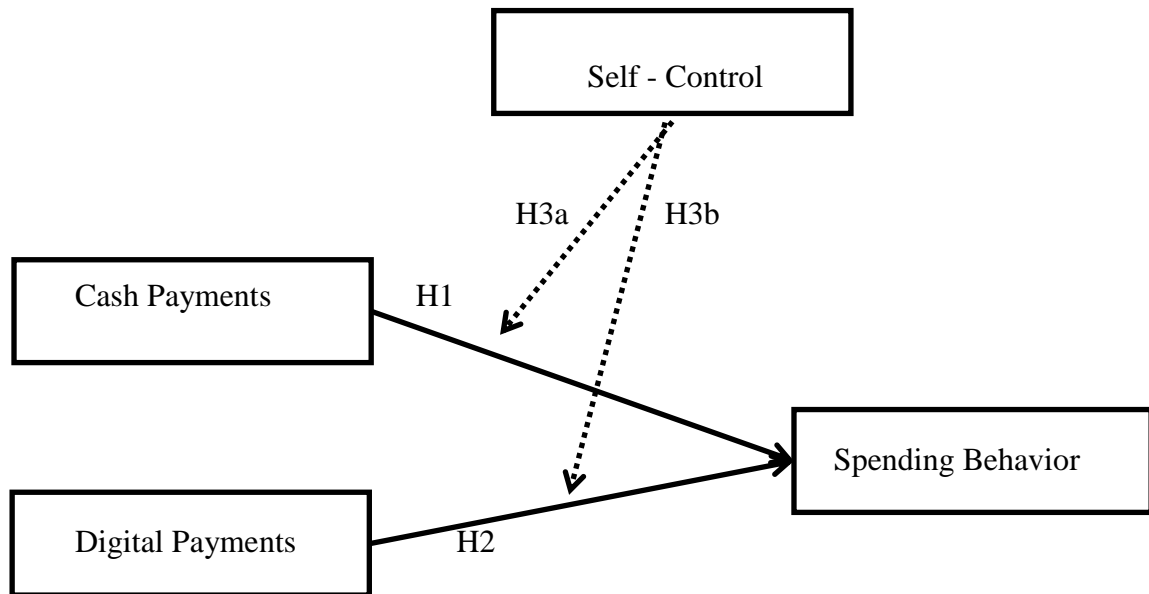 Self - Control
H3a
H3b
Cash Payments
H1
Spending Behavior
Digital Payments
H2